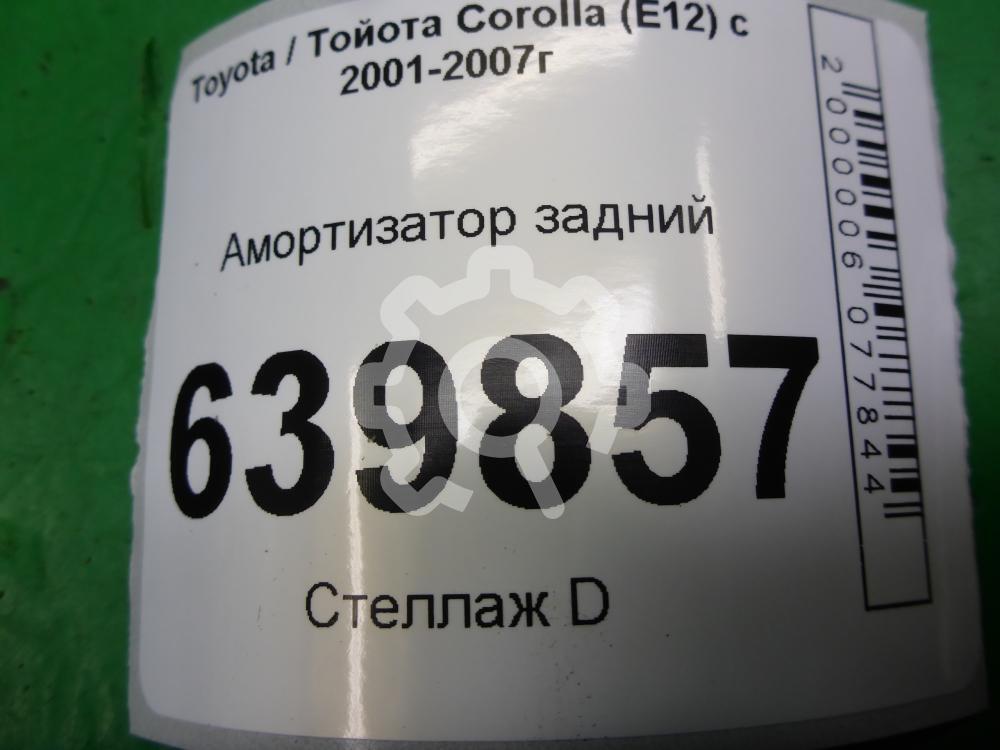 Toyota / Тойота Corolla (E12) с
2001-2007г
Амортизатор задний
639857
Стеллаж D
2000006077844